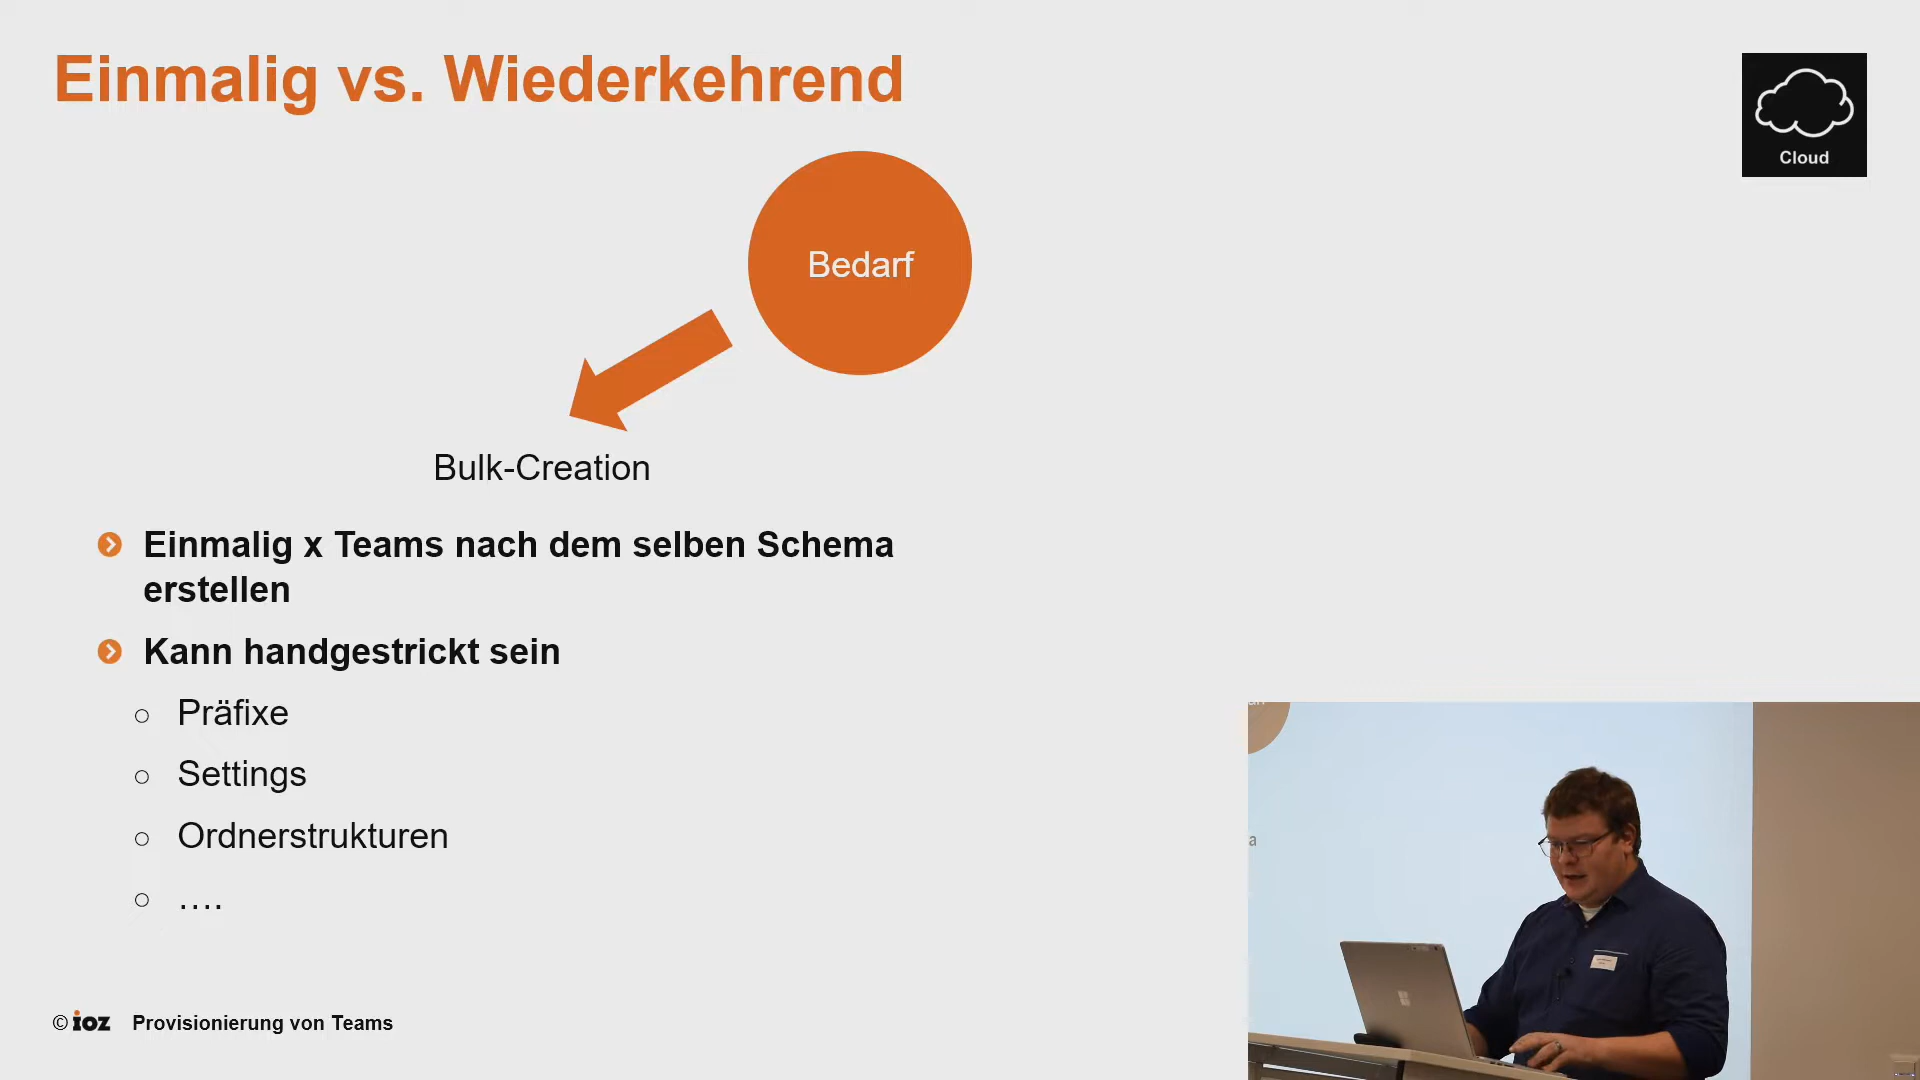 Einmalig vs. Wiederkehrend
Cloud
Bedarf
Bulk-Creation
Einmalig x Teams nach dem selben Schema
erstellen
Kann handgestrickt sein
Präfixe
Settings
Ordnerstrukturen
....
© ioz Provisionierung von Teams